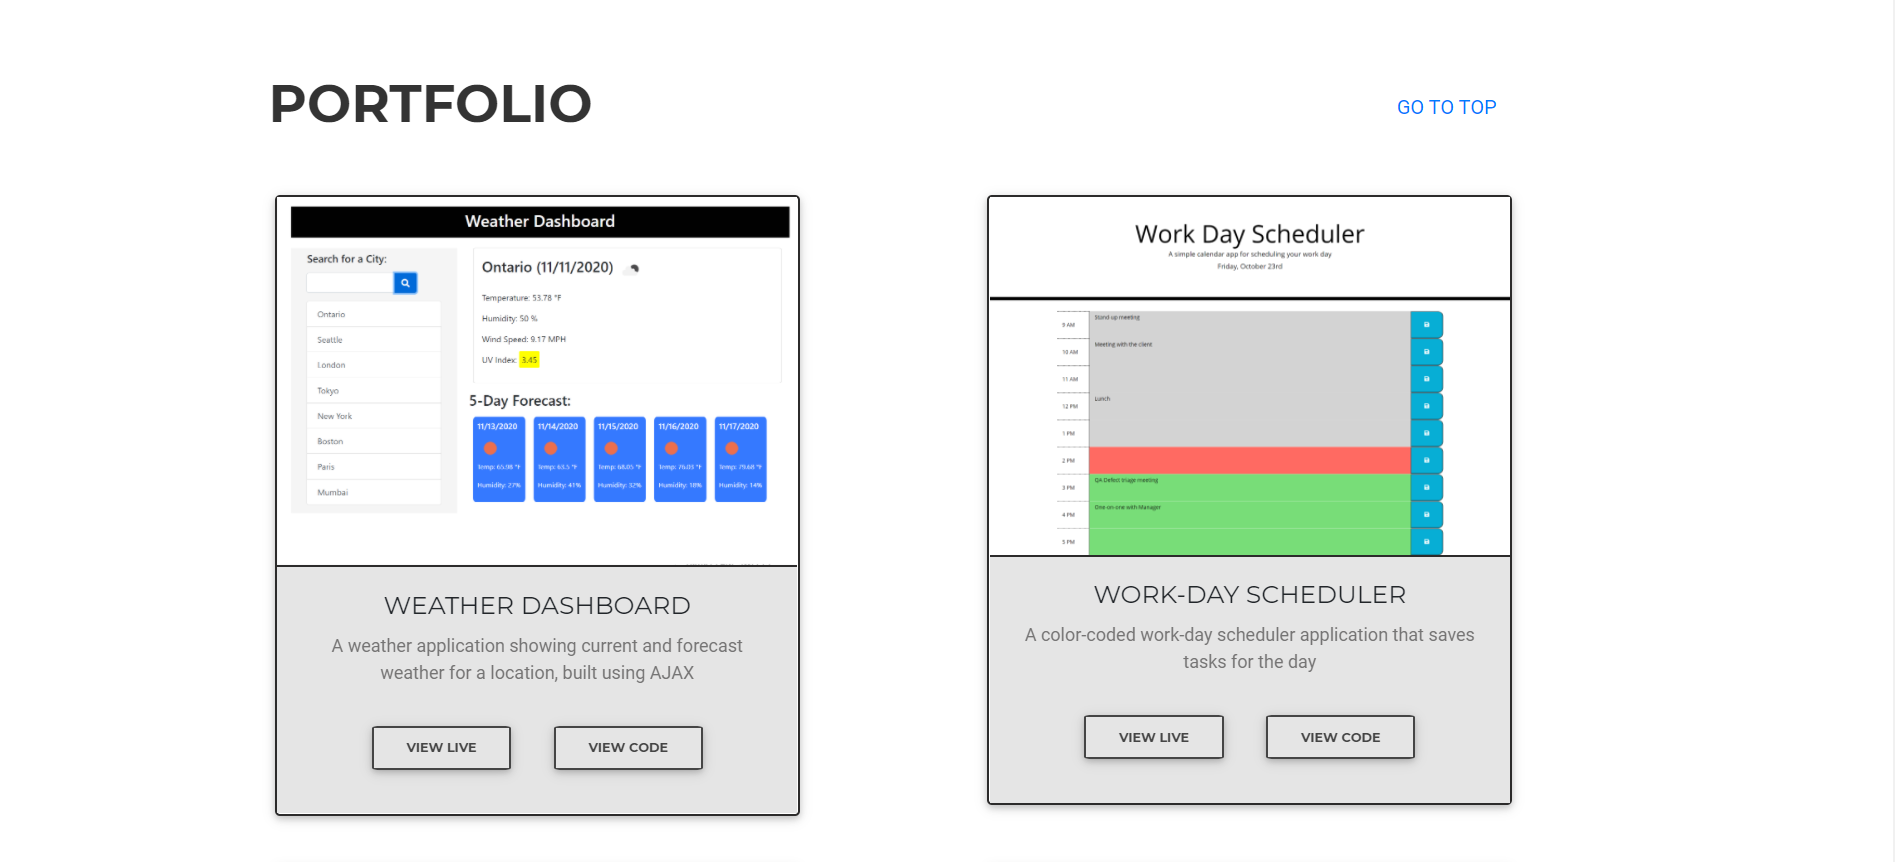 PORTFOLIO
GO TO TOP
Weather Dashboard
Search for a City:
Ontario
Seattle
London
Tokyo
New York
Boston
Paris
Mumbai
Ontario (11/11/2020)
Temperature: 53.78 °F
Humidity: 50 %
Wind Speed: 9.17 MPH
UV Index: 3.45
5-Day Forecast:
11/13/2020 11/14/2020 11/15/2020 11/16/2020 11/17/2020
Temp: 65.98 °F Temp: 63.5 °F Temp: 68.05 °F Temp: 76.03 °F Temp: 79.68 °F
Humidity: 27% Humidity: 41% Humidity: 32% Humidity: 18% Humidity: 14%
WEATHER DASHBOARD
A weather application showing current and forecast
weather for a location, built using AJAX
VIEW LIVE VIEW CODE
Work Day Scheduler
A simple calendar app for scheduling your work day
Friday, October 23rd
9 AM Stand-up meeting
10 AM Meeting with the client
11 AM
12 PM Lunch
1 PM
2 PM
3 PM QA Defect triage meeting
4 PM One-on-one with Manager
5 PM
WORK-DAY SCHEDULER
A color-coded work-day scheduler application that saves
tasks for the day
VIEW LIVE VIEW CODE